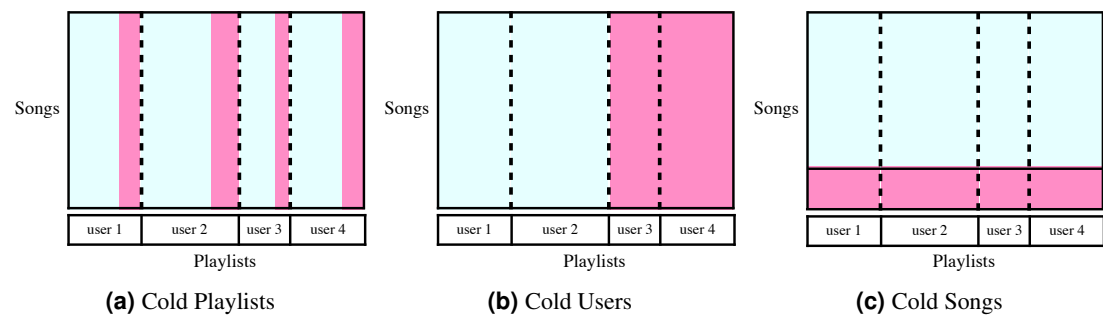 Songs
user 1 user 2 user 3 user 4
Playlists
(a) Cold Playlists
Songs
user 1 user 2 user 3 user 4
Playlists
(b) Cold Users
Songs
user 1 user 2 user 3 user 4
Playlists
(c) Cold Songs